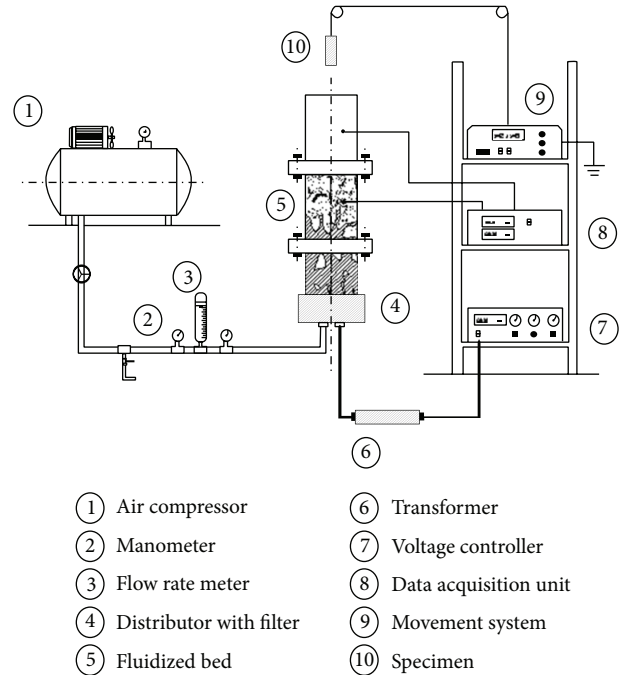 10
1
9
5
8
3
2
4
7
6
1 Air compressor
2 Manometer
3 Flow rate meter
4 Distributor with filter
5 Fluidized bed
6 Transformer
7 Voltage controller
8 Data acquisition unit
9 Movement system
10 Specimen